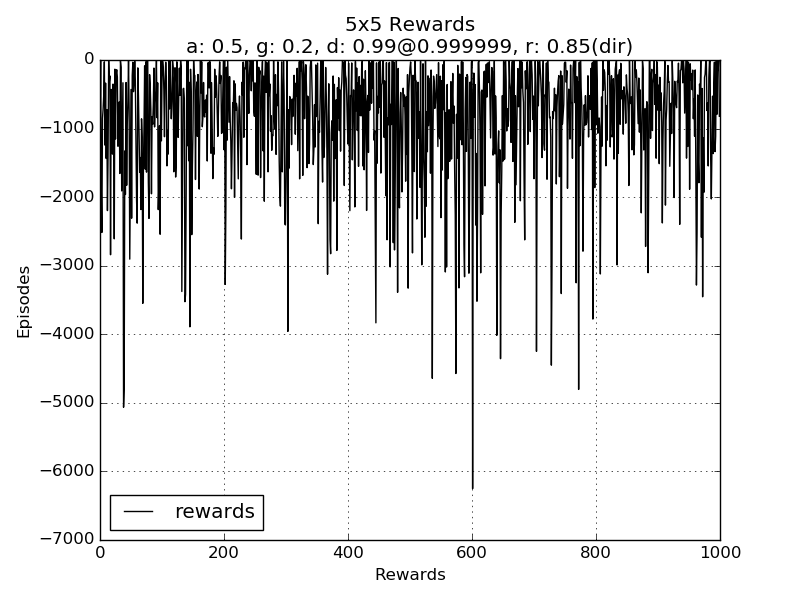 5x5 Rewards
a: 0.5, g: 0.2, d: 0.99@0.999999, r: 0.85(dir)
0
−1000
−2000
−3000
−4000
−5000
−6000
−7000
Episodes
rewards
0 200 400 600 800 1000
Rewards